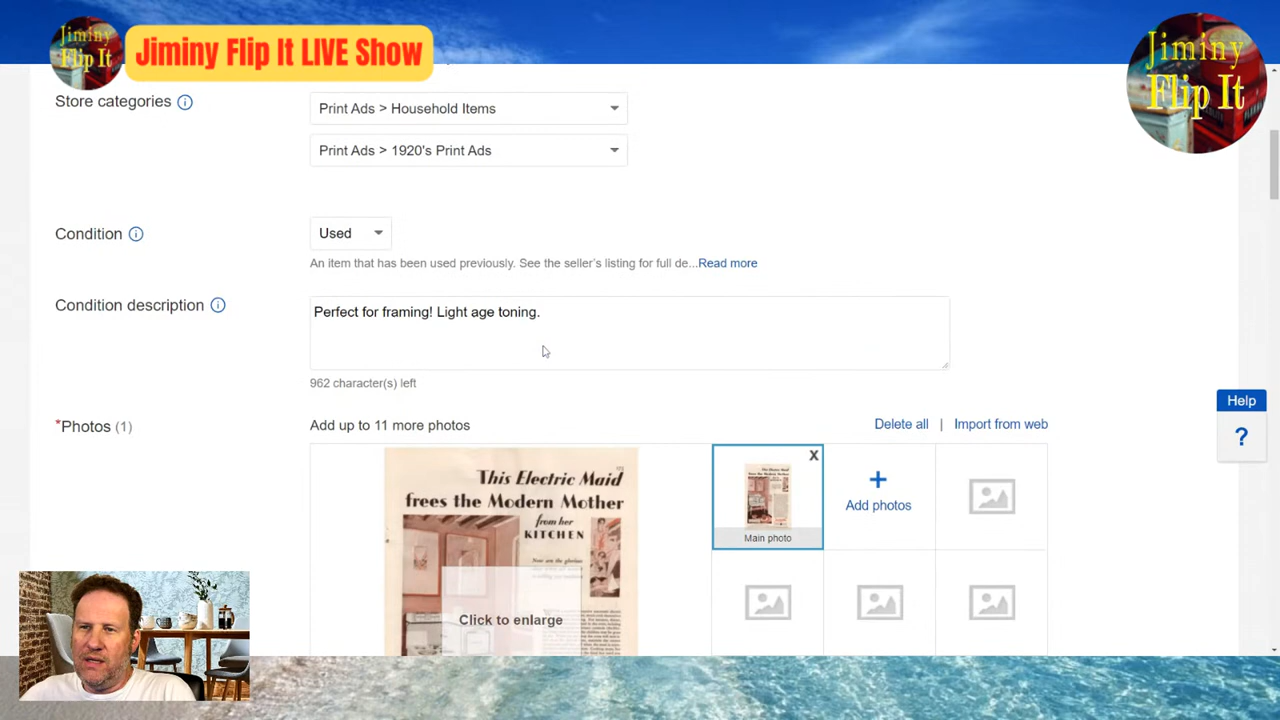 Jiminy
Flip It
Jiminy Flip It LIVE Show
Jiminy
Flip It
Store categories
Print Ads > Household Items
Print Ads > 1920's Print Ads
Condition
Used
An item that has been used previously. See the seller's listing for full de...Read more
Condition description
Perfect for framing! Light age toning.
962 character(s) left
*Photos (1)
Add up to 11 more photos
Delete all | Import from web
X
This Electric Maid
frees the Modern Mother
from her
KITCHEN
Now are the glorious
Click to enlarge
Main photo
+
Add photos
Help
?